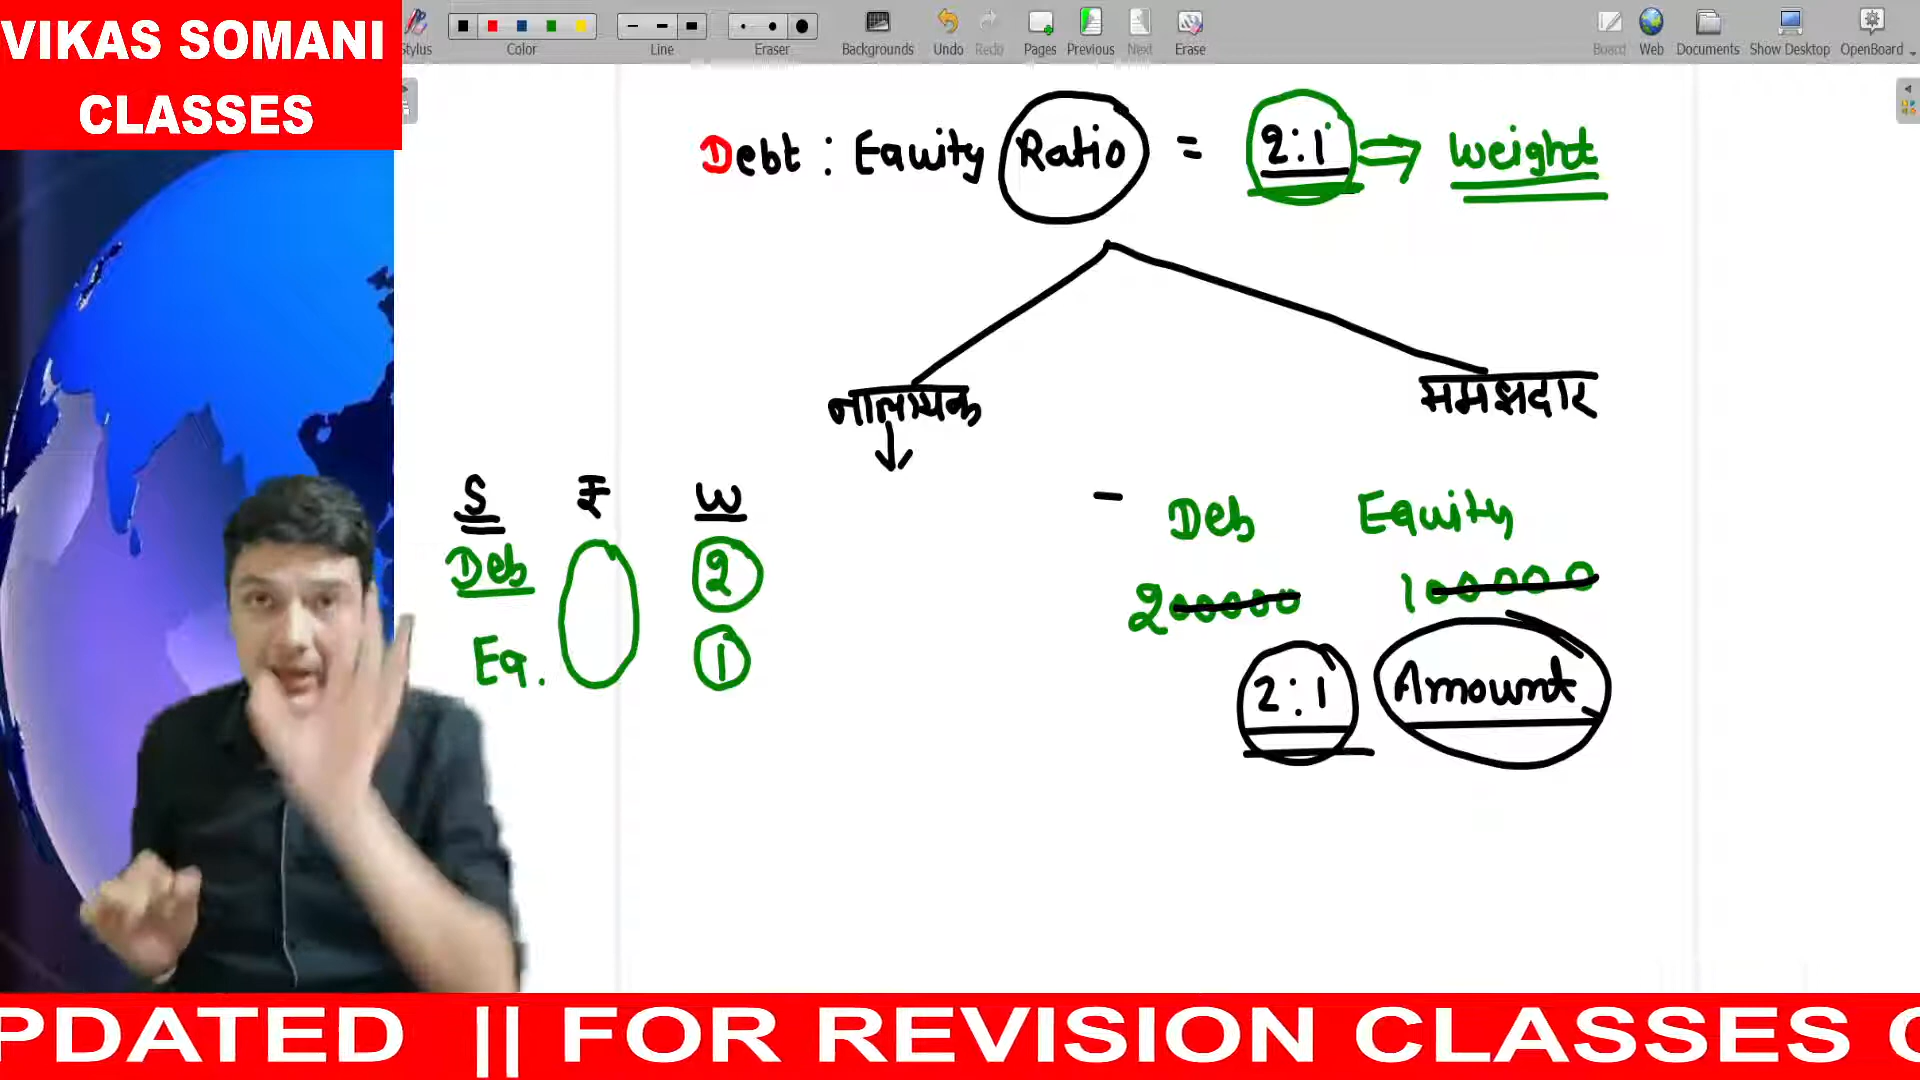 VIKAS SOMANI
CLASSES
Stylus
Color
Line
Eraser
Backgrounds
Undo
Redo
Pages
Previous
Next
Erase
Board
Web
Documents
Show Desktop
OpenBoard
Debt : Equity Ratio = 2:1 ⇒ Weight
नालायक
समझदार
S ₹ W
Deb 2
Eq. 1
- Deb Equity
200000 100000
2:1 Amount
PDATED || FOR REVISION CLASSES C